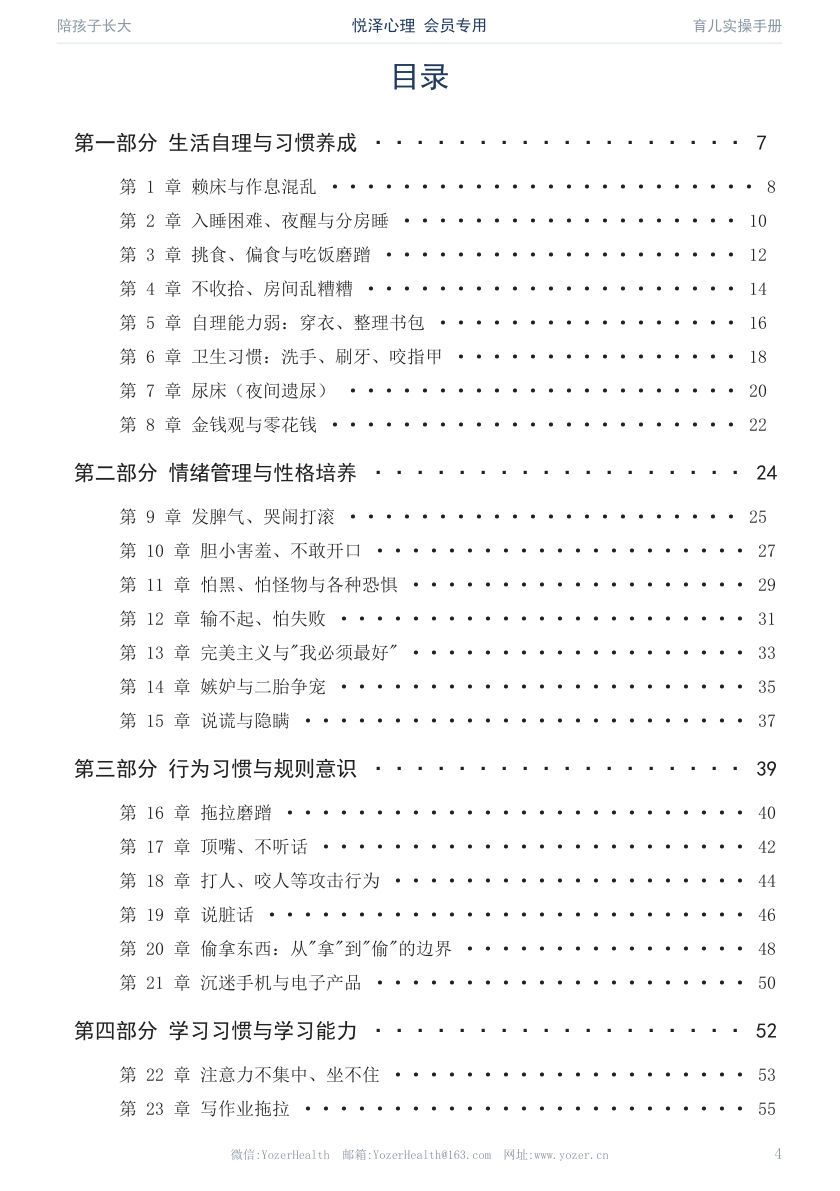 陪孩子长大 悦泽心理 会员专用 育儿实操手册
目录
第一部分 生活自理与习惯养成 · · · · · · · · · · · · · · · · · · 7
第 1 章 赖床与作息混乱 • • • • • • • • • • • • • • • • • • • • • • • • 8
第 2 章 入睡困难、夜醒与分房睡 • • • • • • • • • • • • • • • • • • • 10
第 3 章 挑食、偏食与吃饭磨蹭 • • • • • • • • • • • • • • • • • • • • 12
第 4 章 不收拾、房间乱糟糟 • • • • • • • • • • • • • • • • • • • • • 14
第 5 章 自理能力弱：穿衣、整理书包 • • • • • • • • • • • • • • • • • 16
第 6 章 卫生习惯：洗手、刷牙、咬指甲 • • • • • • • • • • • • • • • • 18
第 7 章 尿床（夜间遗尿） • • • • • • • • • • • • • • • • • • • • • • 20
第 8 章 金钱观与零花钱 • • • • • • • • • • • • • • • • • • • • • • • 22
第二部分 情绪管理与性格培养 · · · · · · · · · · · · · · · · · · 24
第 9 章 发脾气、哭闹打滚 • • • • • • • • • • • • • • • • • • • • • • 25
第 10 章 胆小害羞、不敢开口 • • • • • • • • • • • • • • • • • • • • • 27
第 11 章 怕黑、怕怪物与各种恐惧 • • • • • • • • • • • • • • • • • • • 29
第 12 章 输不起、怕失败 • • • • • • • • • • • • • • • • • • • • • • • 31
第 13 章 完美主义与"我必须最好" • • • • • • • • • • • • • • • • • • • 33
第 14 章 嫉妒与二胎争宠 • • • • • • • • • • • • • • • • • • • • • • • 35
第 15 章 说谎与隐瞒 • • • • • • • • • • • • • • • • • • • • • • • • • 37
第三部分 行为习惯与规则意识 · · · · · · · · · · · · · · · · · · 39
第 16 章 拖拉磨蹭 • • • • • • • • • • • • • • • • • • • • • • • • • • 40
第 17 章 顶嘴、不听话 • • • • • • • • • • • • • • • • • • • • • • • • 42
第 18 章 打人、咬人等攻击行为 • • • • • • • • • • • • • • • • • • • • 44
第 19 章 说脏话 • • • • • • • • • • • • • • • • • • • • • • • • • • • 46
第 20 章 偷拿东西：从"拿"到"偷"的边界 • • • • • • • • • • • • • • • • 48
第 21 章 沉迷手机与电子产品 • • • • • • • • • • • • • • • • • • • • • 50
第四部分 学习习惯与学习能力 · · · · · · · · · · · · · · · · · · 52
第 22 章 注意力不集中、坐不住 • • • • • • • • • • • • • • • • • • • • 53
第 23 章 写作业拖拉 • • • • • • • • • • • • • • • • • • • • • • • • • 55
微信:YozerHealth 邮箱:YozerHealth@163.com 网址:www.yozer.cn 4